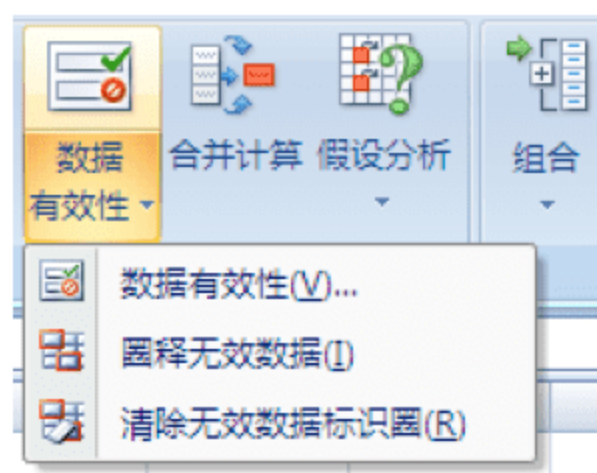 数据
有效性
合并计算
假设分析
组合
数据有效性(V)...
圈释无效数据(I)
清除无效数据标识圈(R)